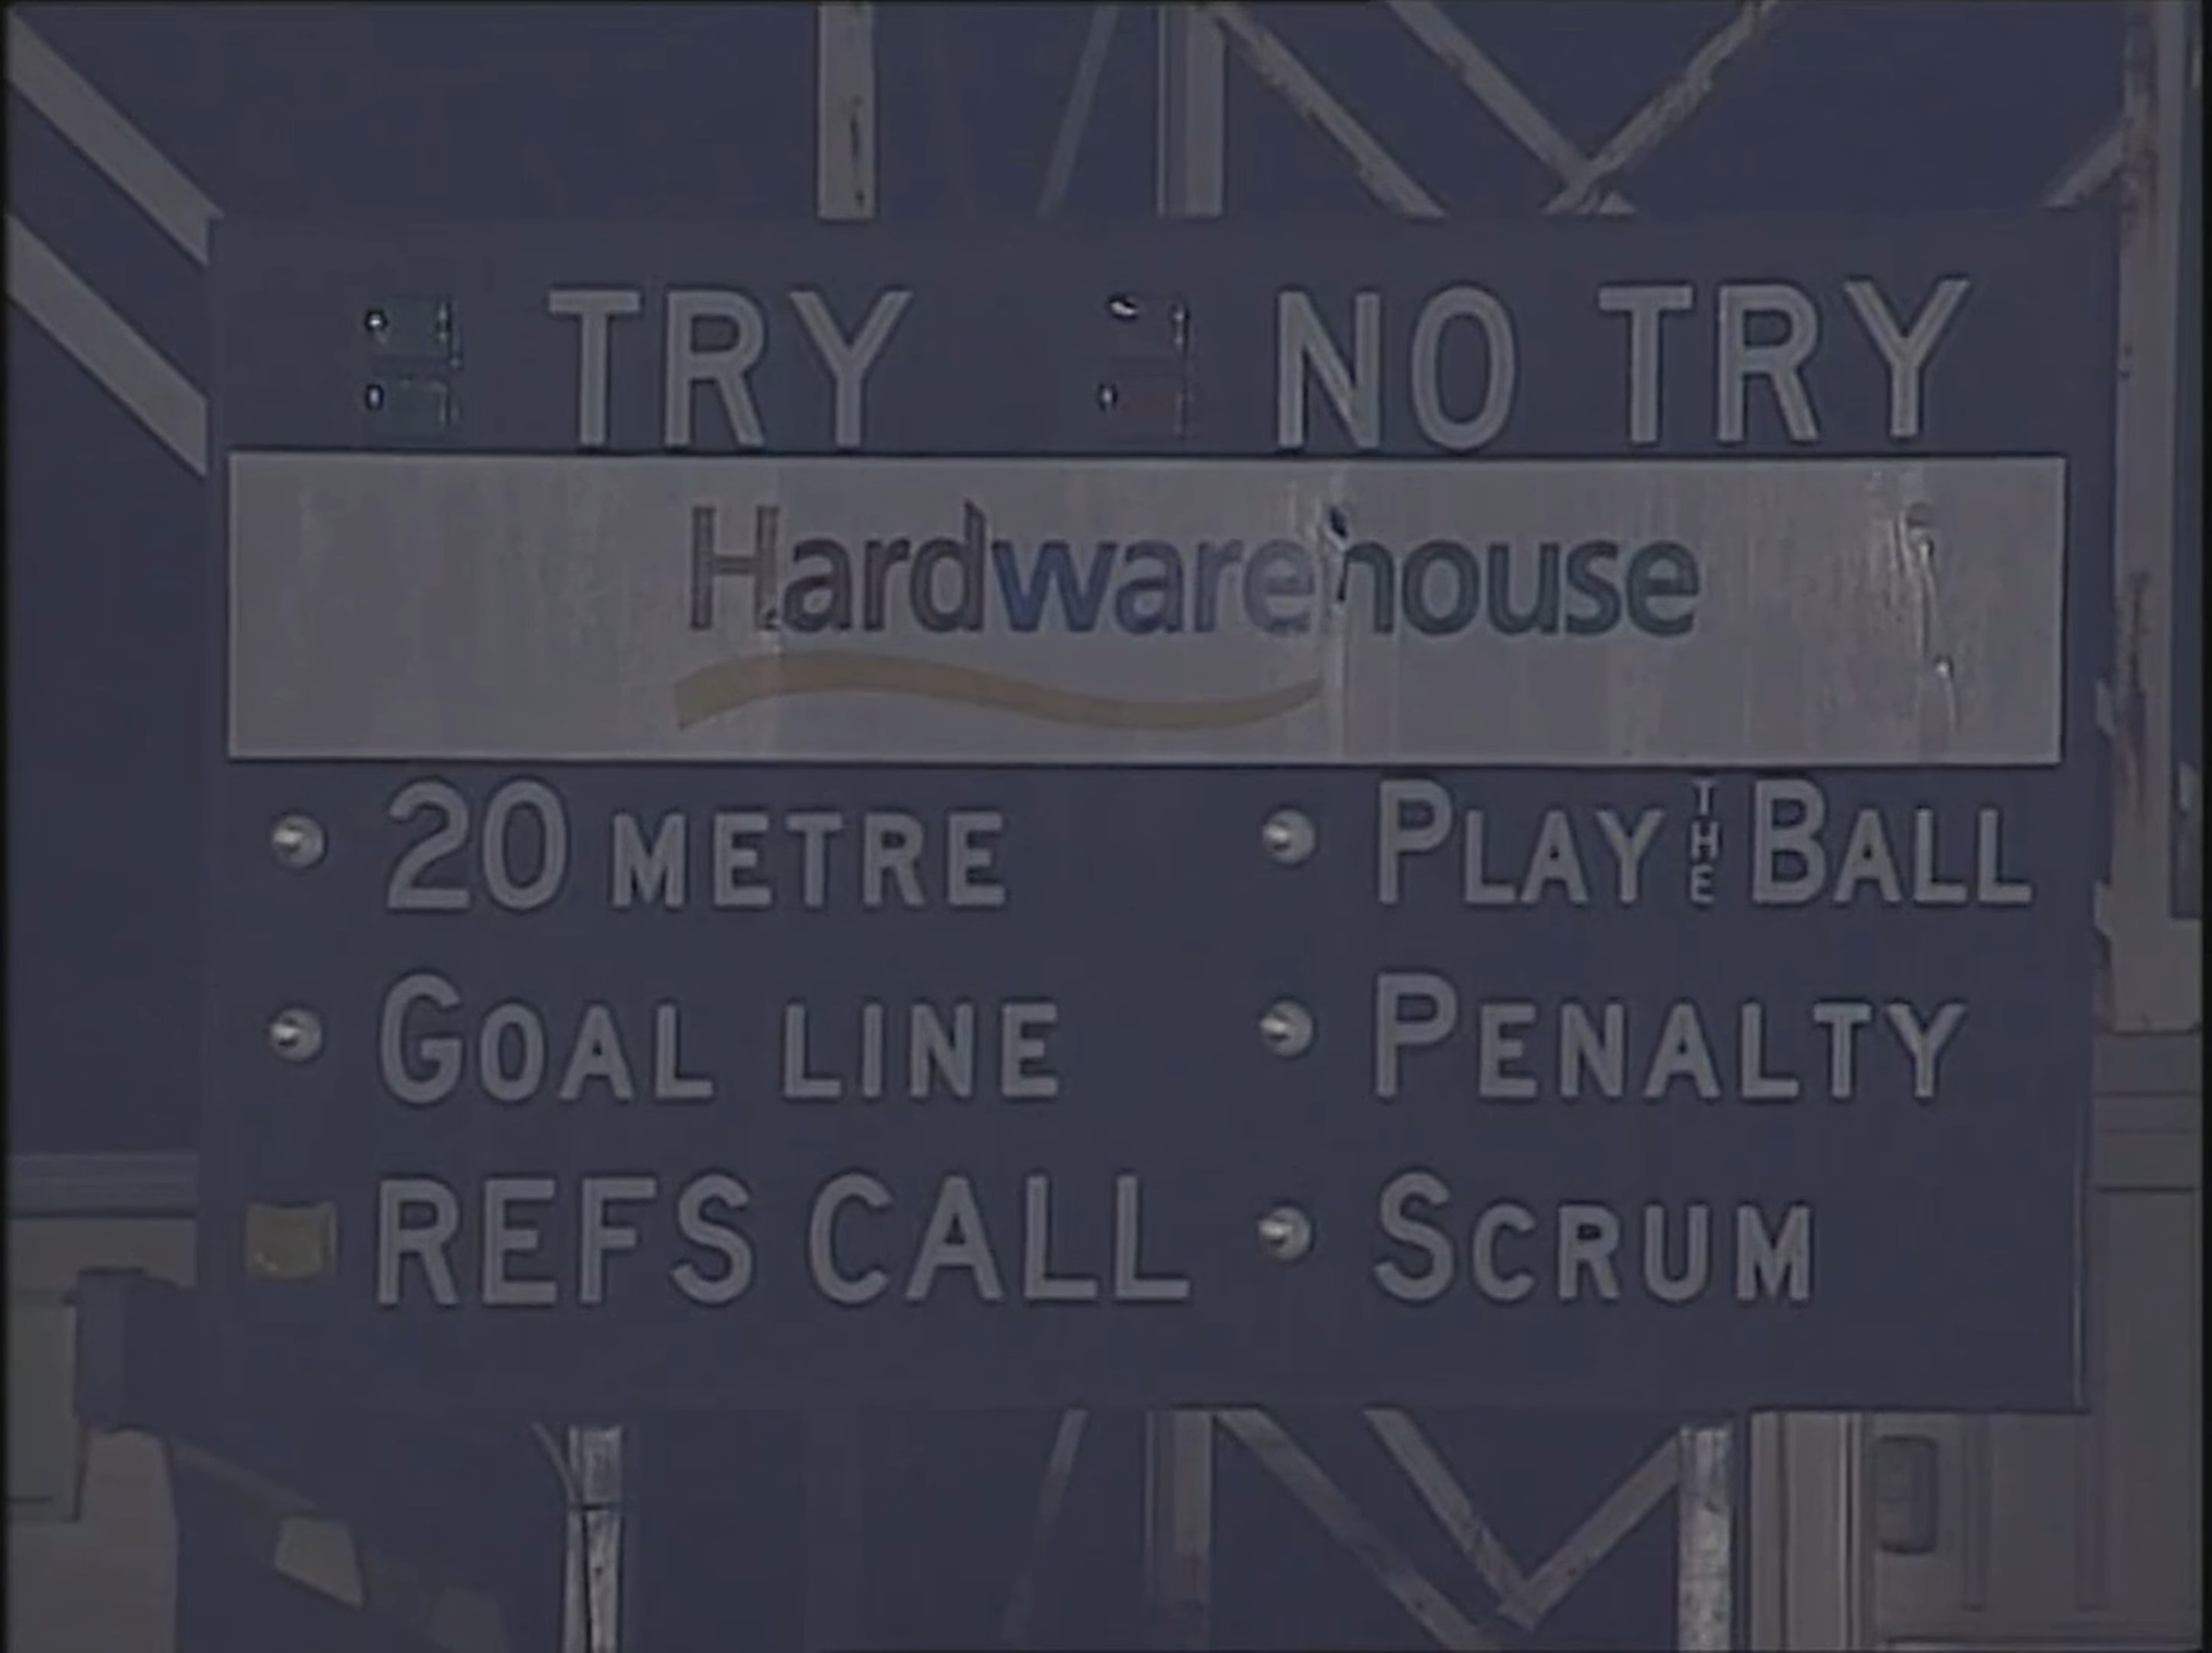 TRY NO TRY
Hardwarehouse
20 METRE PLAY THE BALL
GOAL LINE PENALTY
REFS CALL SCRUM